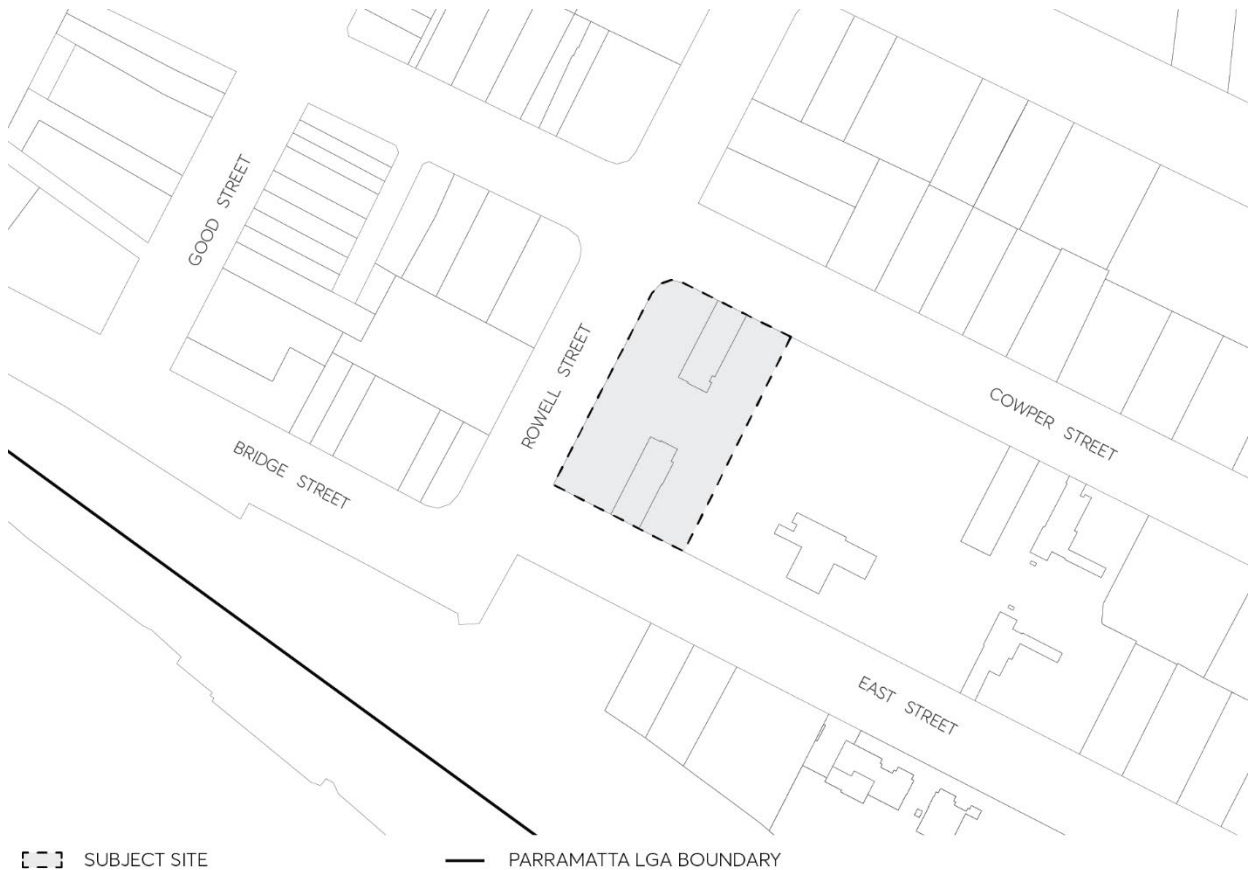 GOOD STREET
ROWELL STREET
COWPER STREET
BRIDGE STREET
EAST STREET
SUBJECT SITE
PARRAMATTA LGA BOUNDARY